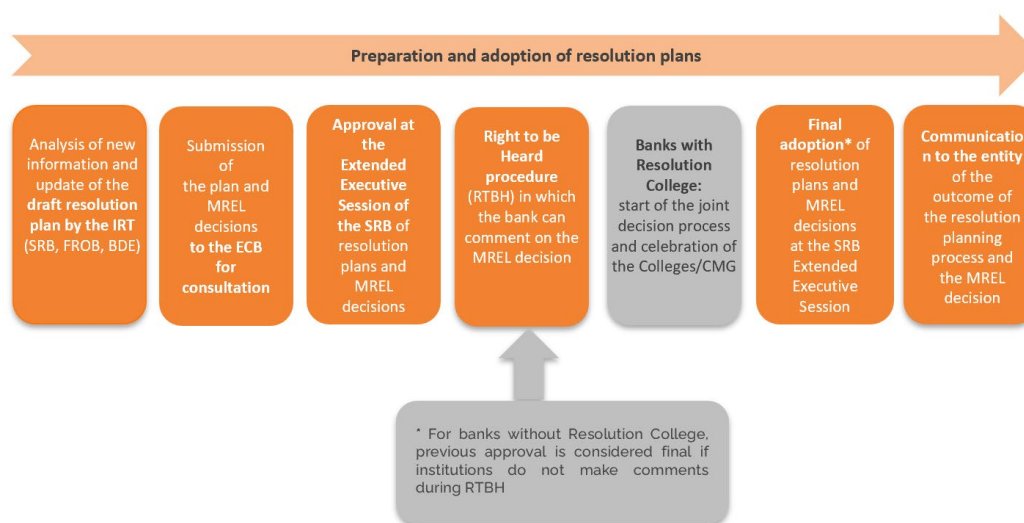 Preparation and adoption of resolution plans
Analysis of new
information and
update of the
draft resolution
plan by the IRT
(SRB, FROB, BDE)
Submission
of
the plan and
MREL
decisions
to the ECB
for
consultation
Approval at
the
Extended
Executive
Session of
the SRB of
resolution
plans and
MREL
decisions
Right to be
Heard
procedure
(RTBH) in which
the bank can
comment on the
MREL decision
Banks with
Resolution
College:
start of the joint
decision process
and celebration of
the Colleges/CMG
Final
adoption* of
resolution
plans and
MREL
decisions
at the SRB
Extended
Executive
Session
Communicatio
n to the entity
of the
outcome of
the resolution
planning
process and
the MREL
decision
* For banks without Resolution College,
previous approval is considered final if
institutions do not make comments
during RTBH